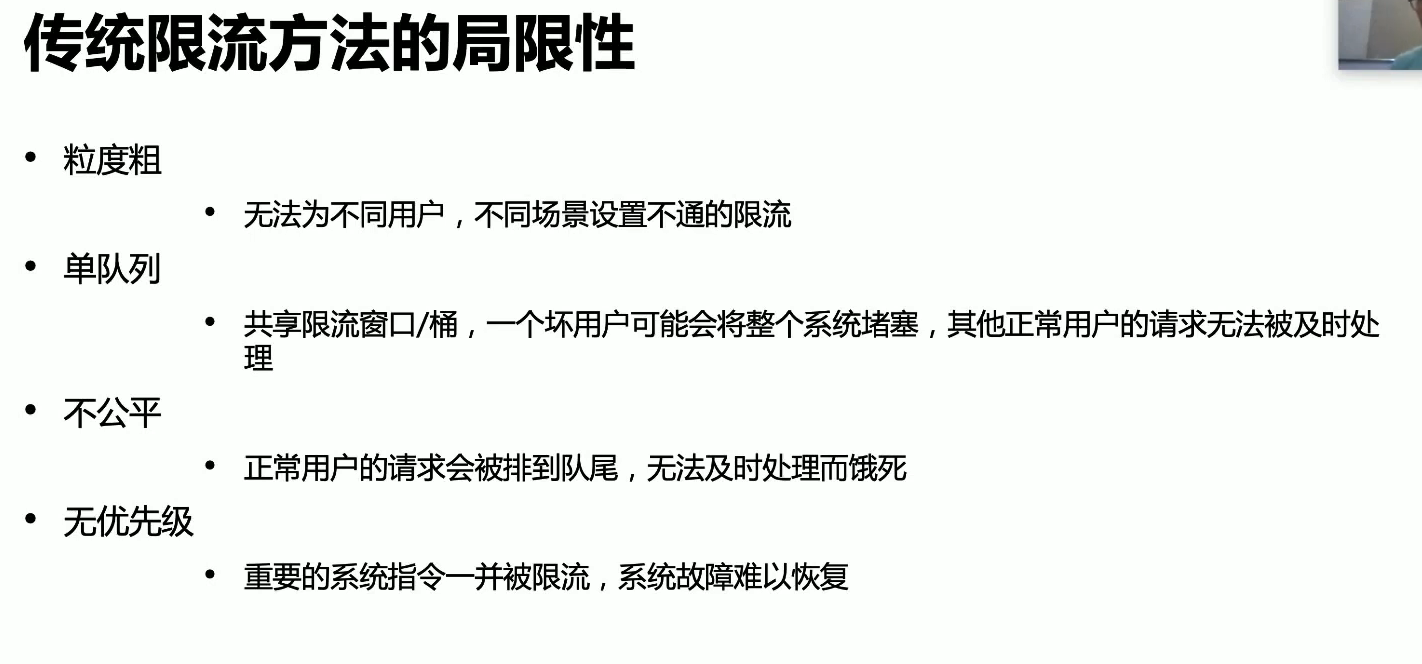 传统限流方法的局限性
• 粒度粗
• 无法为不同用户，不同场景设置不通的限流
• 单队列
• 共享限流窗口/桶，一个坏用户可能会将整个系统堵塞，其他正常用户的请求无法被及时处
理
• 不公平
• 正常用户的请求会被排到队尾，无法及时处理而饿死
• 无优先级
• 重要的系统指令一并被限流，系统故障难以恢复